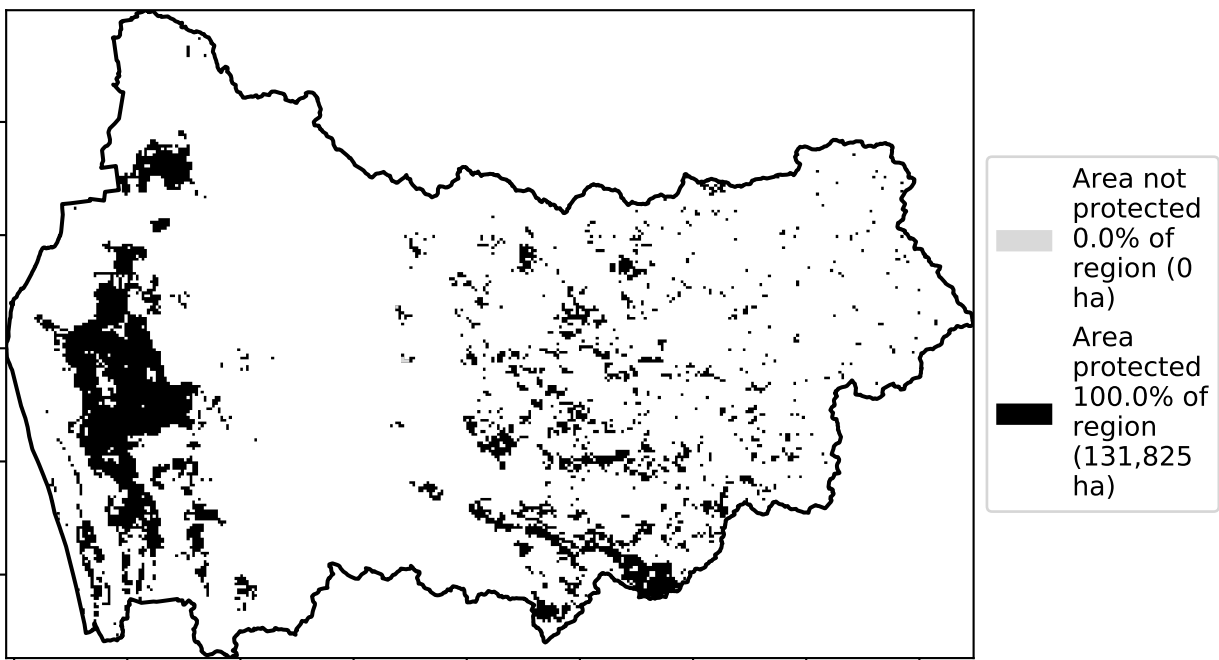 Area not
protected
0.0% of
region (0
ha)
Area
protected
100.0% of
region
(131,825
ha)